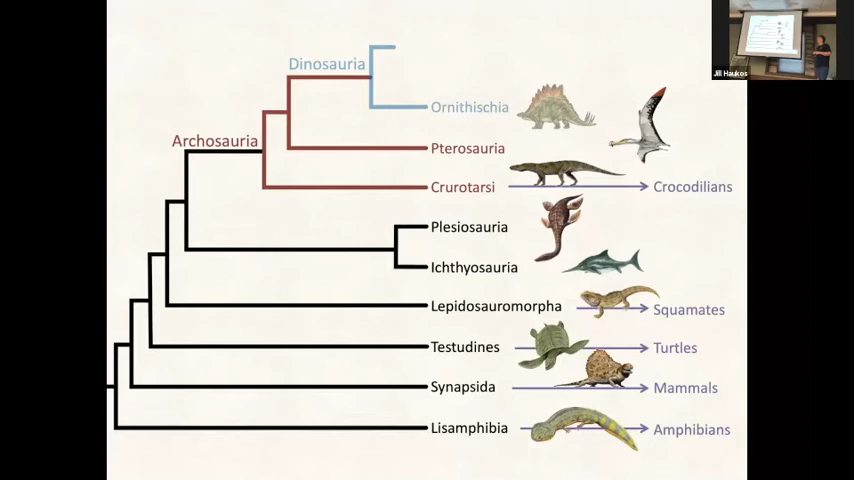 Jill Haukos
Dinosauria
Ornithischia
Archosauria
Pterosauria
Crurotarsi
Crocodilians
Plesiosauria
Ichthyosauria
Lepidosauromorpha
Squamates
Testudines
Turtles
Synapsida
Mammals
Lisamphibia
Amphibians